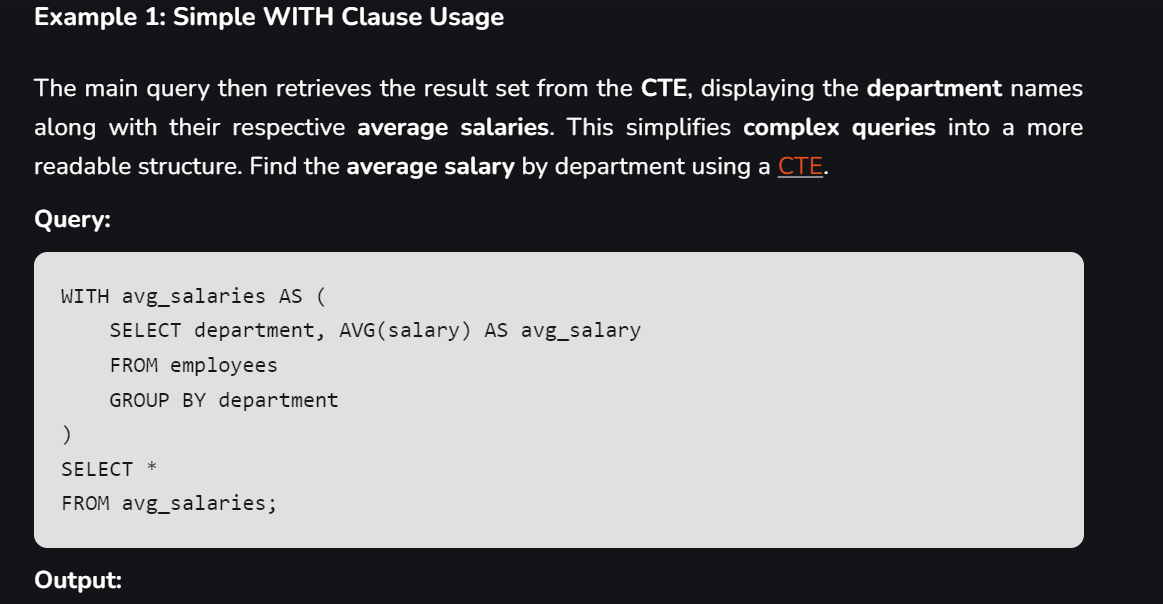 Example 1: Simple WITH Clause Usage
The main query then retrieves the result set from the CTE, displaying the department names
along with their respective average salaries. This simplifies complex queries into a more
readable structure. Find the average salary by department using a CTE.
Query:
WITH avg_salaries AS (
    SELECT department, AVG(salary) AS avg_salary
    FROM employees
    GROUP BY department
)
SELECT *
FROM avg_salaries;
Output: